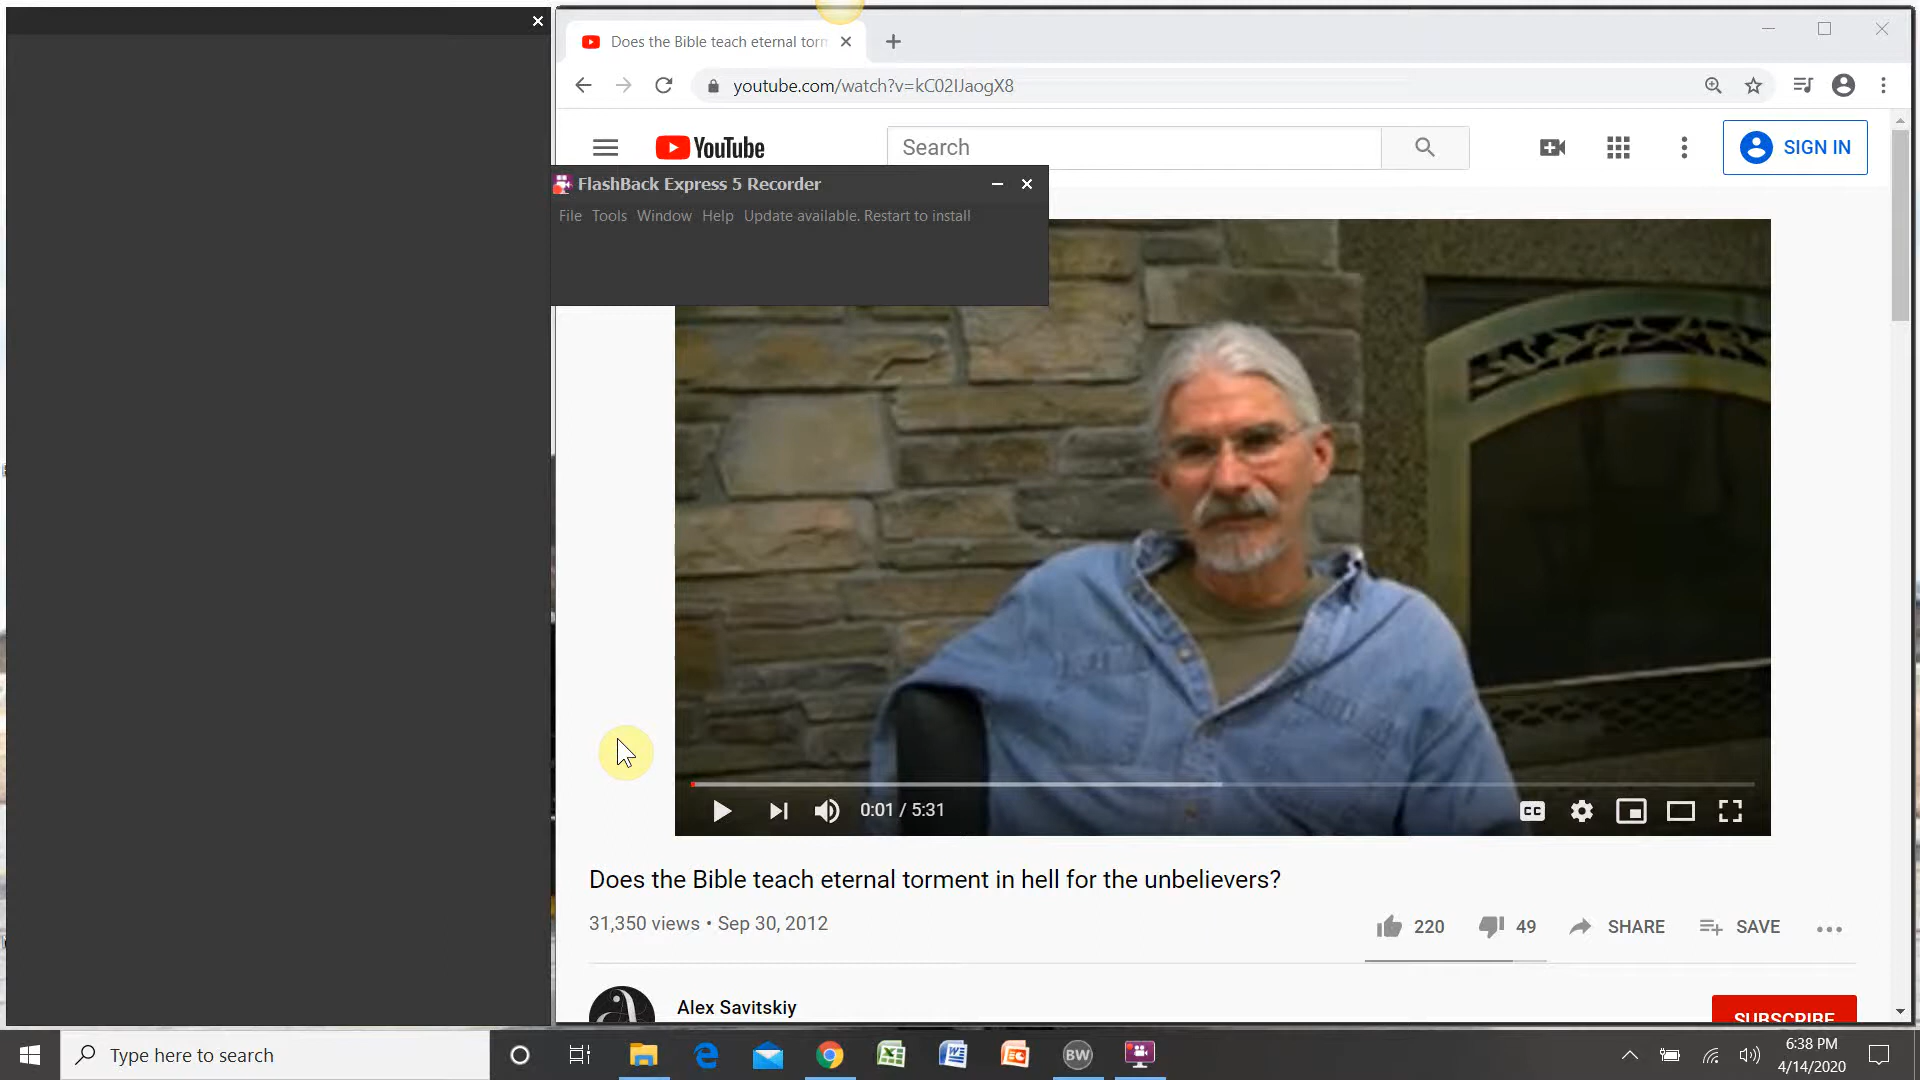 Does the Bible teach eternal torm
youtube.com/watch?v=kC02IJaogX8
YouTube
Search
SIGN IN
FlashBack Express 5 Recorder
File Tools Window Help Update available. Restart to install
0:01 / 5:31
CC
Does the Bible teach eternal torment in hell for the unbelievers?
31,350 views • Sep 30, 2012
220
49
SHARE
SAVE
Alex Savitskiy
SUBSCRIBE
Type here to search
BW
6:38 PM
4/14/2020